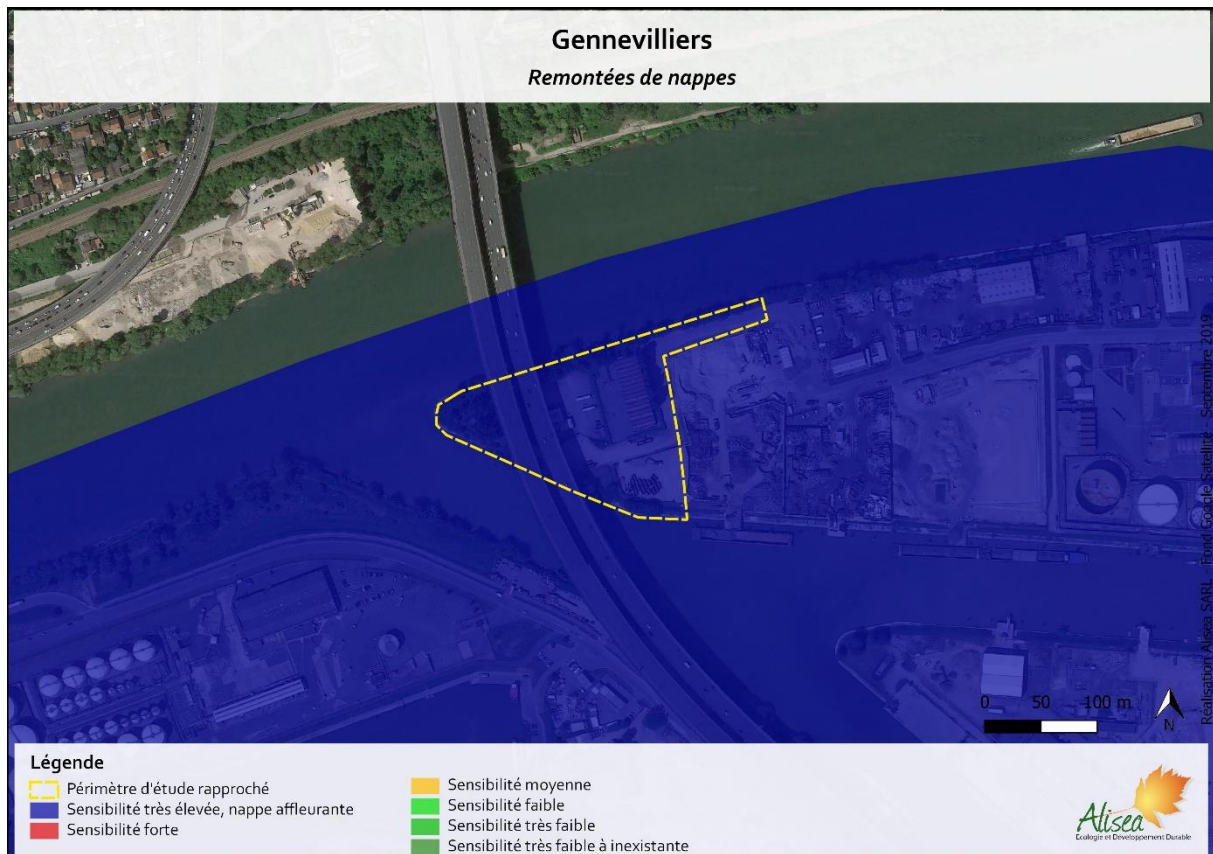 Gennevilliers
Remontées de nappes
Réalisation Alisea SARL - Fond Google Satellite - Septembre 2019
0 50 100 m
N
Légende
Périmètre d'étude rapproché
Sensibilité très élevée, nappe affleurante
Sensibilité forte
Sensibilité moyenne
Sensibilité faible
Sensibilité très faible
Sensibilité très faible à inexistante
Alisea
Ecologie et Développement Durable